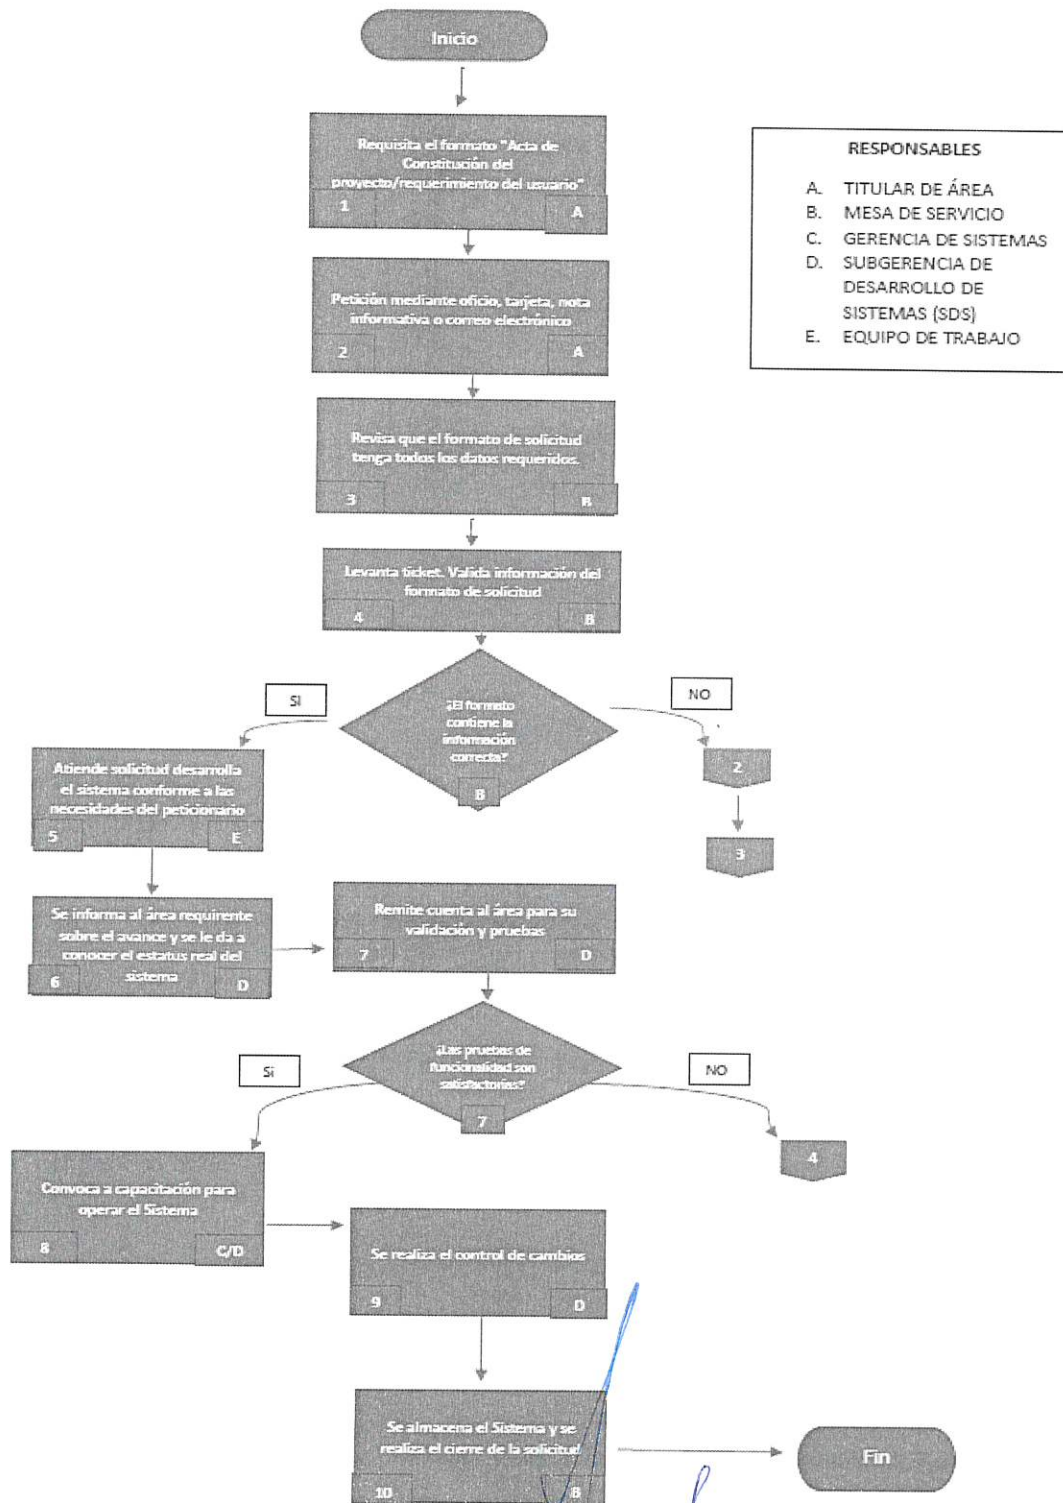 Inicio
Requisita el formato "Acta de
Constitución del
proyecto/requerimiento del usuario"
1
A
RESPONSABLES
A. TITULAR DE ÁREA
B. MESA DE SERVICIO
C. GERENCIA DE SISTEMAS
D. SUBGERENCIA DE
DESARROLLO DE
SISTEMAS (SDS)
E. EQUIPO DE TRABAJO
Petición mediante oficio, tarjeta, nota
informativa o correo electrónico
2
A
Revisa que el formato de solicitud
tenga todos los datos requeridos.
3
B
Levanta ticket. Valida información del
formato de solicitud
4
B
SI
¿El formato
contiene la
información
correcta?
B
NO
2
3
Atiende solicitud desarrolla
el sistema conforme a las
necesidades del peticionario
5
E
Se informa al área requirente
sobre el avance y se le da a
conocer el estatus real del
sistema
6
D
Remite cuenta al área para su
validación y pruebas
7
D
Si
¿Las pruebas de
funcionalidad son
satisfactorias?
7
NO
4
Convoca a capacitación para
operar el Sistema
8
C/D
Se realiza el control de cambios
9
D
Se almacena el Sistema y se
realiza el cierre de la solicitud
10
B
Fin